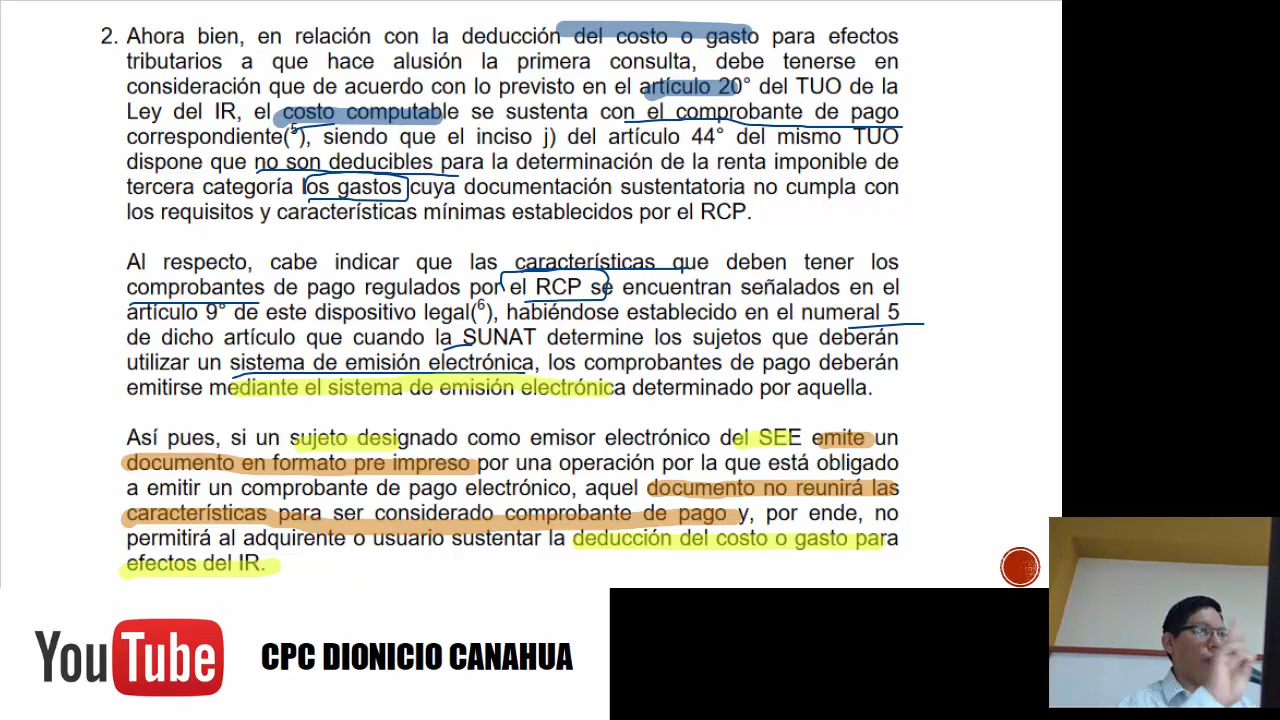 2. Ahora bien, en relación con la deducción del costo o gasto para efectos
tributarios a que hace alusión la primera consulta, debe tenerse en
consideración que de acuerdo con lo previsto en el artículo 20° del TUO de la
Ley del IR, el costo computable se sustenta con el comprobante de pago
correspondiente(5), siendo que el inciso j) del artículo 44° del mismo TUO
dispone que no son deducibles para la determinación de la renta imponible de
tercera categoría los gastos cuya documentación sustentatoria no cumpla con
los requisitos y características mínimas establecidos por el RCP.
Al respecto, cabe indicar que las características que deben tener los
comprobantes de pago regulados por el RCP se encuentran señalados en el
artículo 9° de este dispositivo legal(6), habiéndose establecido en el numeral 5
de dicho artículo que cuando la SUNAT determine los sujetos que deberán
utilizar un sistema de emisión electrónica, los comprobantes de pago deberán
emitirse mediante el sistema de emisión electrónica determinado por aquella.
Así pues, si un sujeto designado como emisor electrónico del SEE emite un
documento en formato pre impreso por una operación por la que está obligado
a emitir un comprobante de pago electrónico, aquel documento no reunirá las
características para ser considerado comprobante de pago y, por ende, no
permitirá al adquirente o usuario sustentar la deducción del costo o gasto para
efectos del IR.
YouTube CPC DIONICIO CANAHUA